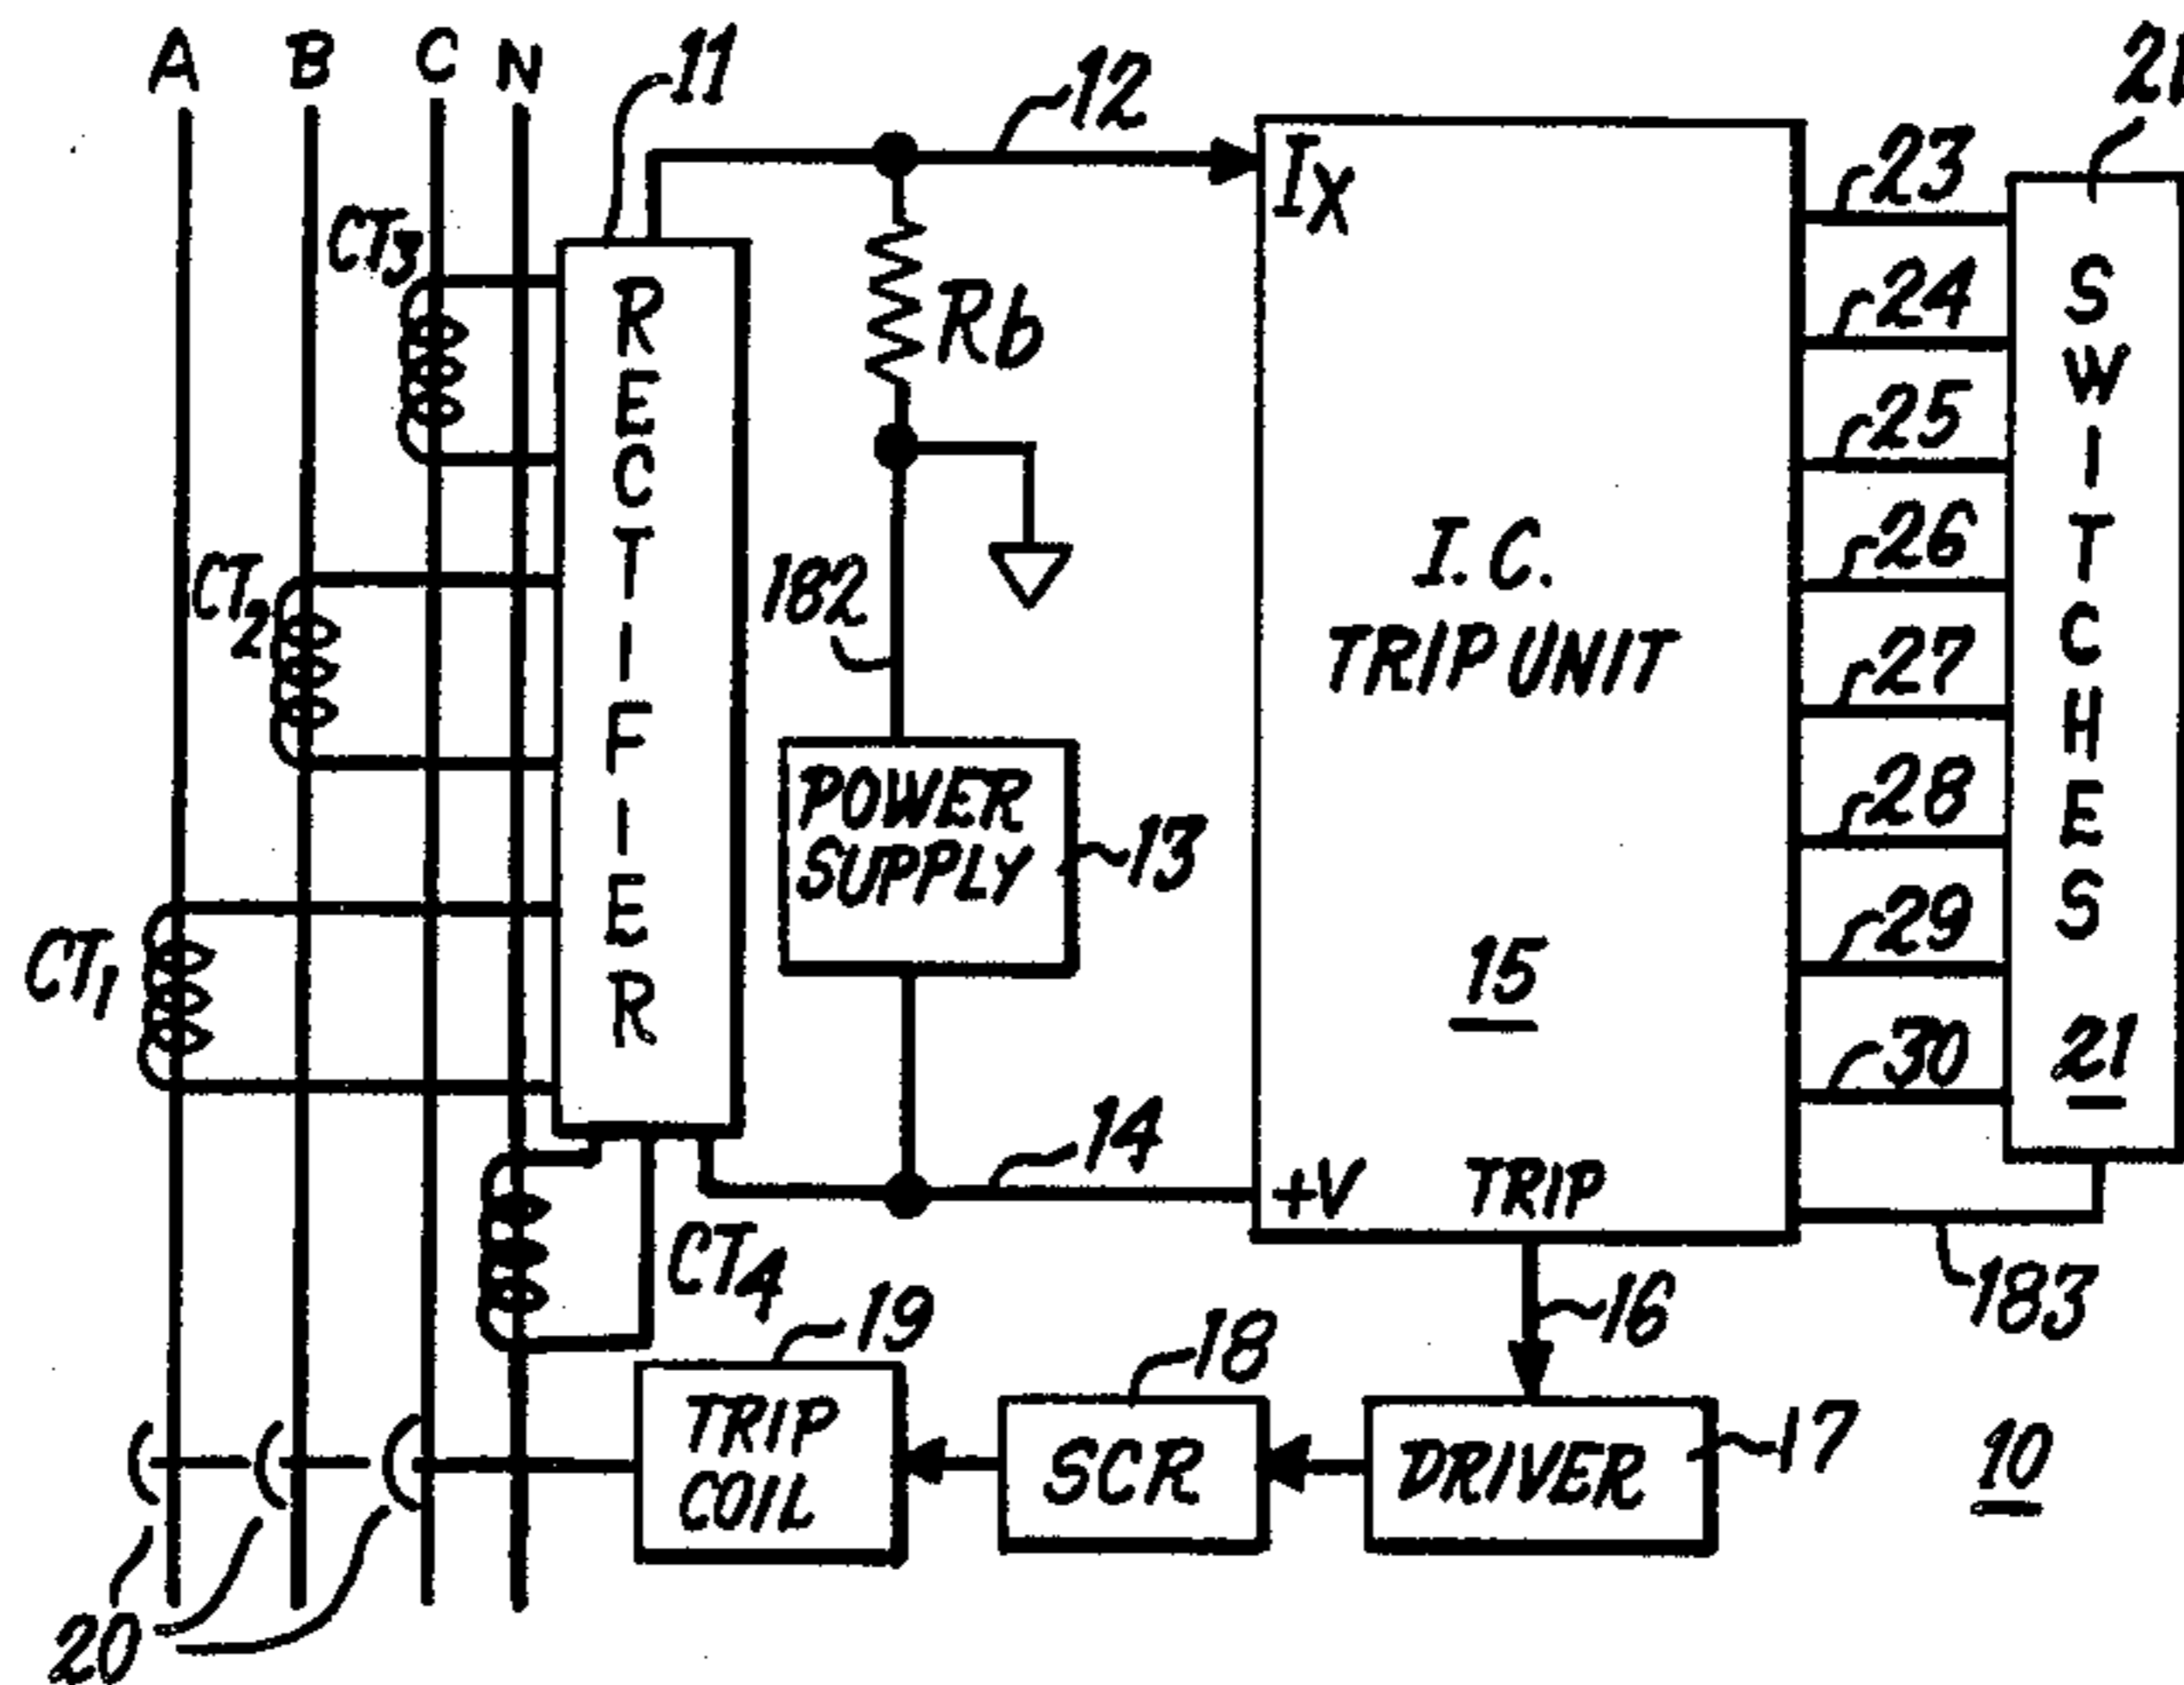 A B C N
11
12
21
CT3
IX
23
RECTIFIER
Rb
24
SWITCHES
25
I.C.
TRIP UNIT
26
CT2
182
27
POWER
SUPPLY
13
28
CT1
15
29
30
21
14
+V TRIP
CT4
183
19
18
16
TRIP
COIL
SCR
DRIVER
17
10
20